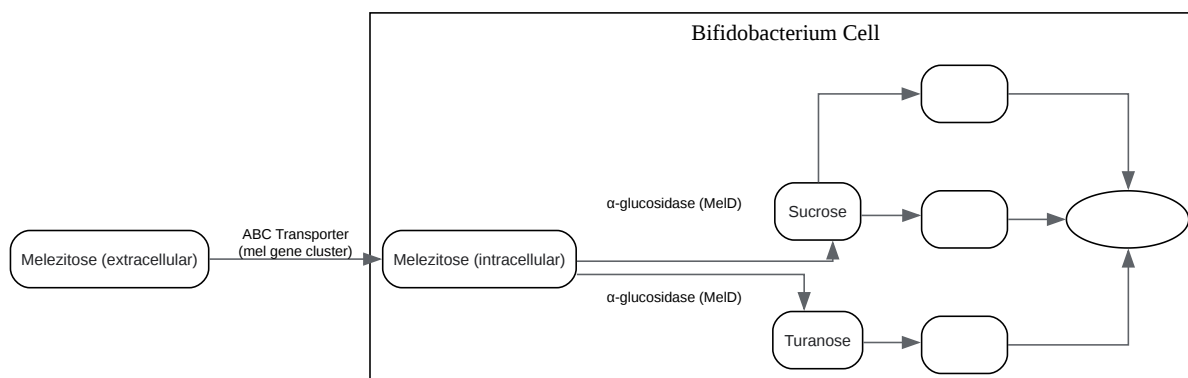 Bifidobacterium Cell
α-glucosidase (MelD)
Sucrose
ABC Transporter
(mel gene cluster)
Melezitose (extracellular)
Melezitose (intracellular)
α-glucosidase (MelD)
Turanose